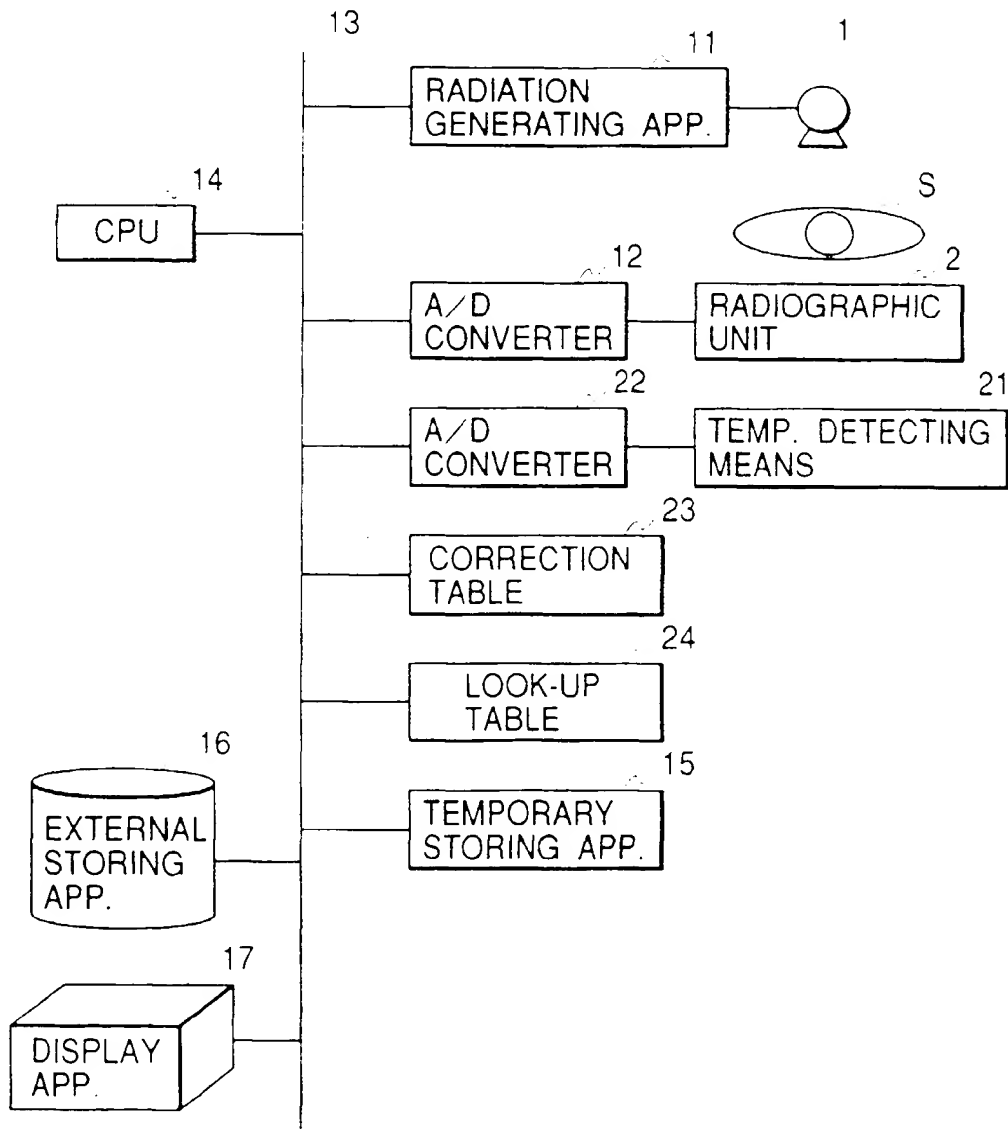 13
11
1
RADIATION
GENERATING APP.
14
CPU
S
12
2
A/D
CONVERTER
RADIOGRAPHIC
UNIT
22
21
A/D
CONVERTER
TEMP. DETECTING
MEANS
23
CORRECTION
TABLE
24
LOOK-UP
TABLE
16
15
EXTERNAL
STORING
APP.
TEMPORARY
STORING APP.
17
DISPLAY
APP.